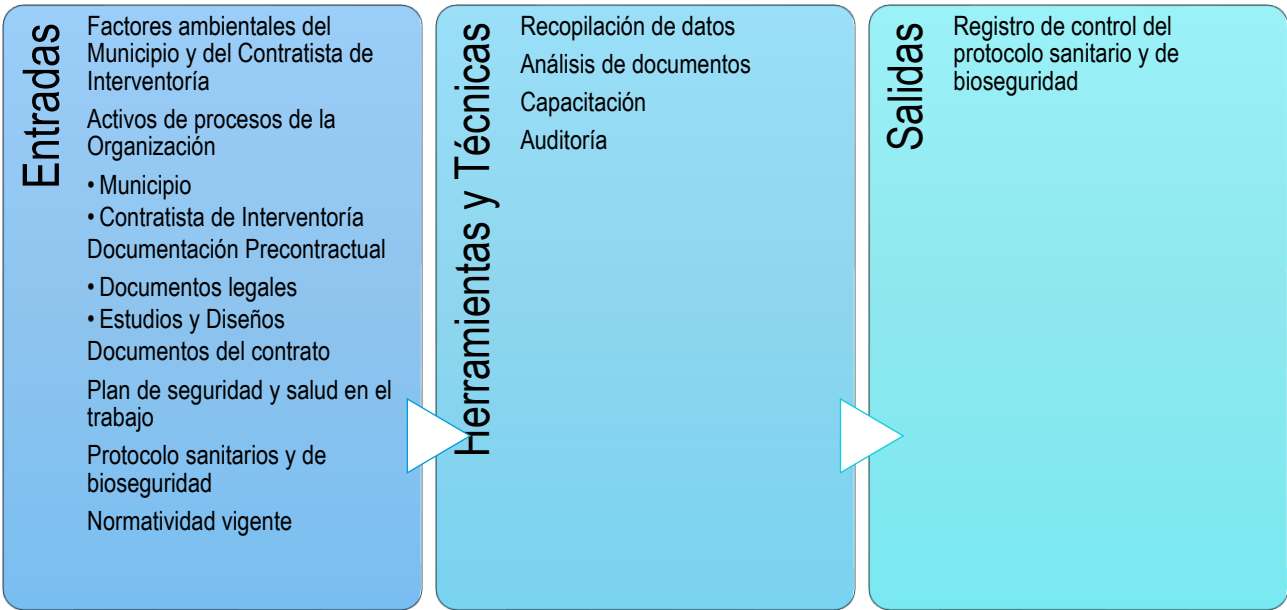 Entradas
Factores ambientales del
Municipio y del Contratista de
Interventoría
Activos de procesos de la
Organización
• Municipio
• Contratista de Interventoría
Documentación Precontractual
• Documentos legales
• Estudios y Diseños
Documentos del contrato
Plan de seguridad y salud en el
trabajo
Protocolo sanitarios y de
bioseguridad
Normatividad vigente
Herramientas y Técnicas
Recopilación de datos
Análisis de documentos
Capacitación
Auditoría
Salidas
Registro de control del
protocolo sanitario y de
bioseguridad